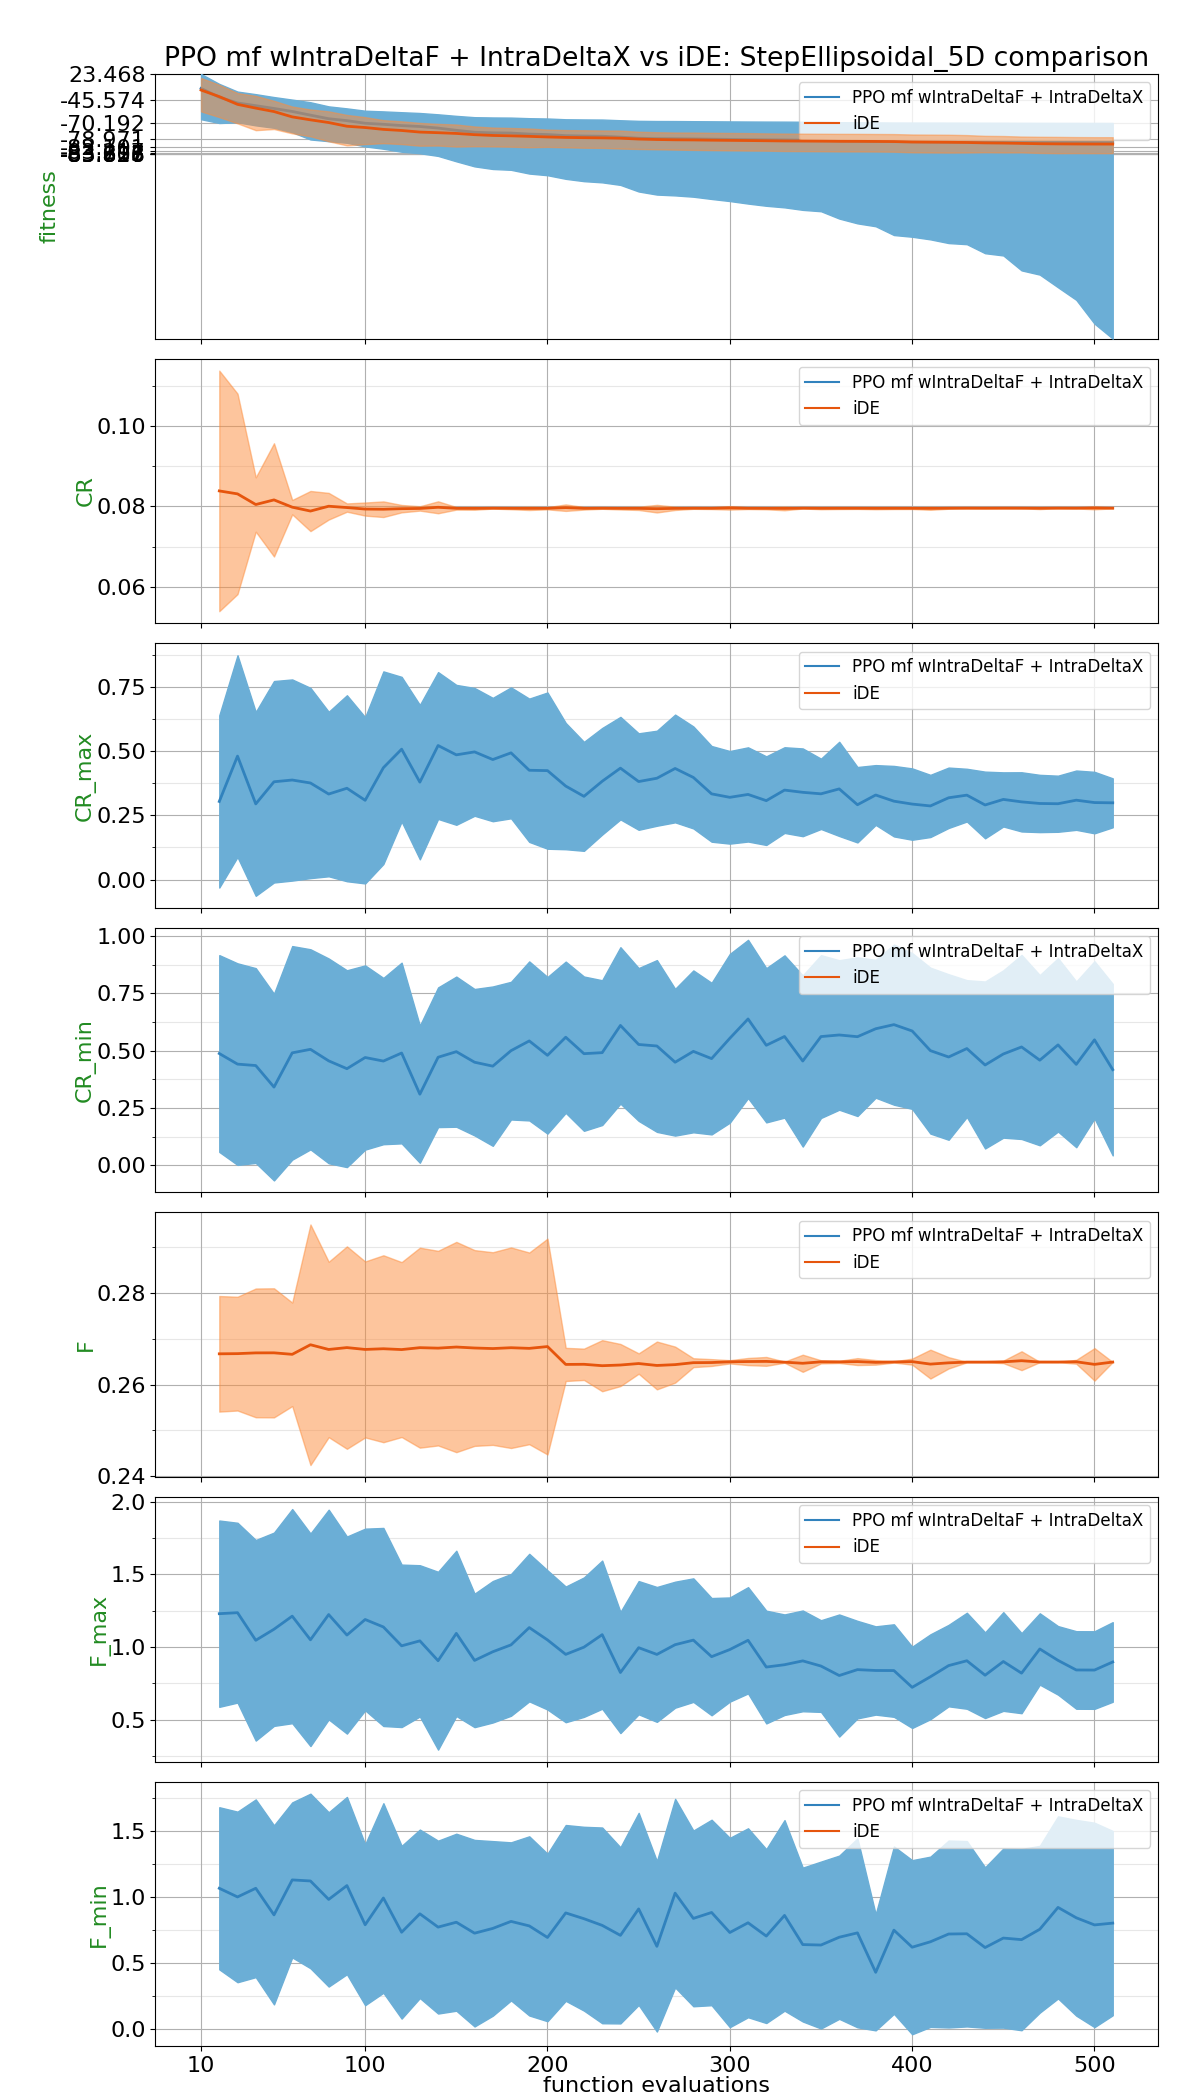 PPO mf wIntraDeltaF + IntraDeltaX vs iDE: StepEllipsoidal_5D comparison
23.468
-45.574
-70.192
fitness
PPO mf wIntraDeltaF + IntraDeltaX
iDE
0.10
0.08
0.06
CR
PPO mf wIntraDeltaF + IntraDeltaX
iDE
0.75
0.50
0.25
0.00
CR_max
PPO mf wIntraDeltaF + IntraDeltaX
iDE
1.00
0.75
0.50
0.25
0.00
CR_min
PPO mf wIntraDeltaF + IntraDeltaX
iDE
0.28
0.26
0.24
F
PPO mf wIntraDeltaF + IntraDeltaX
iDE
2.0
1.5
1.0
0.5
F_max
PPO mf wIntraDeltaF + IntraDeltaX
iDE
1.5
1.0
0.5
0.0
F_min
PPO mf wIntraDeltaF + IntraDeltaX
iDE
10 100 200 300 400 500
function evaluations